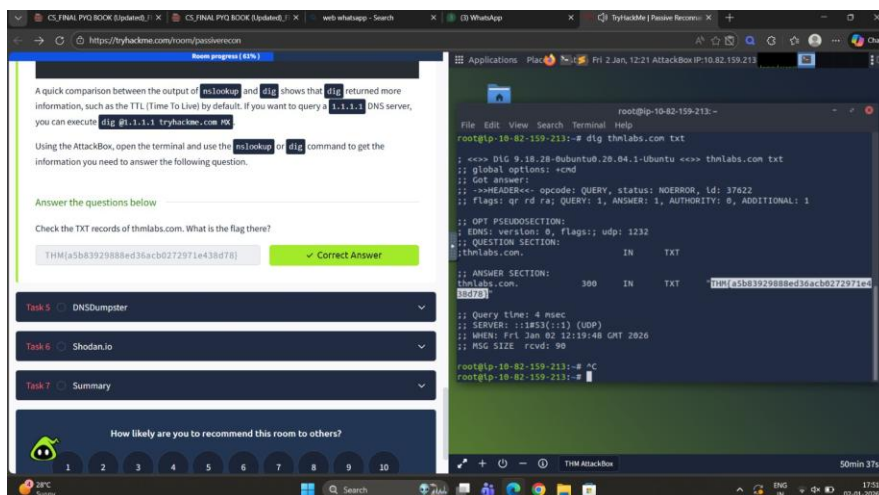 CS_FINAL PYQ BOOK (Updated)_F
CS_FINAL PYQ BOOK (Updated)_F
web whatsapp - Search
(3) WhatsApp
TryHackMe | Passive Reconna
https://tryhackme.com/room/passiverecon
Room progress ( 61% )
A quick comparison between the output of nslookup and dig shows that dig returned more
information, such as the TTL (Time To Live) by default. If you want to query a 1.1.1.1 DNS server,
you can execute dig @1.1.1.1 tryhackme.com MX
Using the AttackBox, open the terminal and use the nslookup or dig command to get the
information you need to answer the following question.
Answer the questions below
Check the TXT records of thmlabs.com. What is the flag there?
THM{a5b83929888ed36acb0272971e438d78}
✓ Correct Answer
Task 5 DNSDumpster
Task 6 Shodan.io
Task 7 Summary
How likely are you to recommend this room to others?
1 2 3 4 5 6 7 8 9 10
Applications Fri 2 Jan, 12:21 AttackBox IP:10.82.159.213
root@ip-10-82-159-213: ~
File Edit View Search Terminal Help
root@ip-10-82-159-213:~# dig thmlabs.com txt
; <<>> DiG 9.18.28-0ubuntu0.20.04.1-Ubuntu <<>> thmlabs.com txt
;; global options: +cmd
;; Got answer:
;; ->>HEADER<<- opcode: QUERY, status: NOERROR, id: 37622
;; flags: qr rd ra; QUERY: 1, ANSWER: 1, AUTHORITY: 0, ADDITIONAL: 1
;; OPT PSEUDOSECTION:
; EDNS: version: 0, flags:; udp: 1232
;; QUESTION SECTION:
;thmlabs.com. IN TXT
;; ANSWER SECTION:
thmlabs.com. 300 IN TXT "THM{a5b83929888ed36acb0272971e4
38d78}"
;; Query time: 4 msec
;; SERVER: ::1#53(::1) (UDP)
;; WHEN: Fri Jan 02 12:19:48 GMT 2026
;; MSG SIZE rcvd: 90
root@ip-10-82-159-213:~# ^C
root@ip-10-82-159-213:~#
THM AttackBox
50min 37s
28°C
Sunny
Search
ENG
IN
17:51
02-01-2026